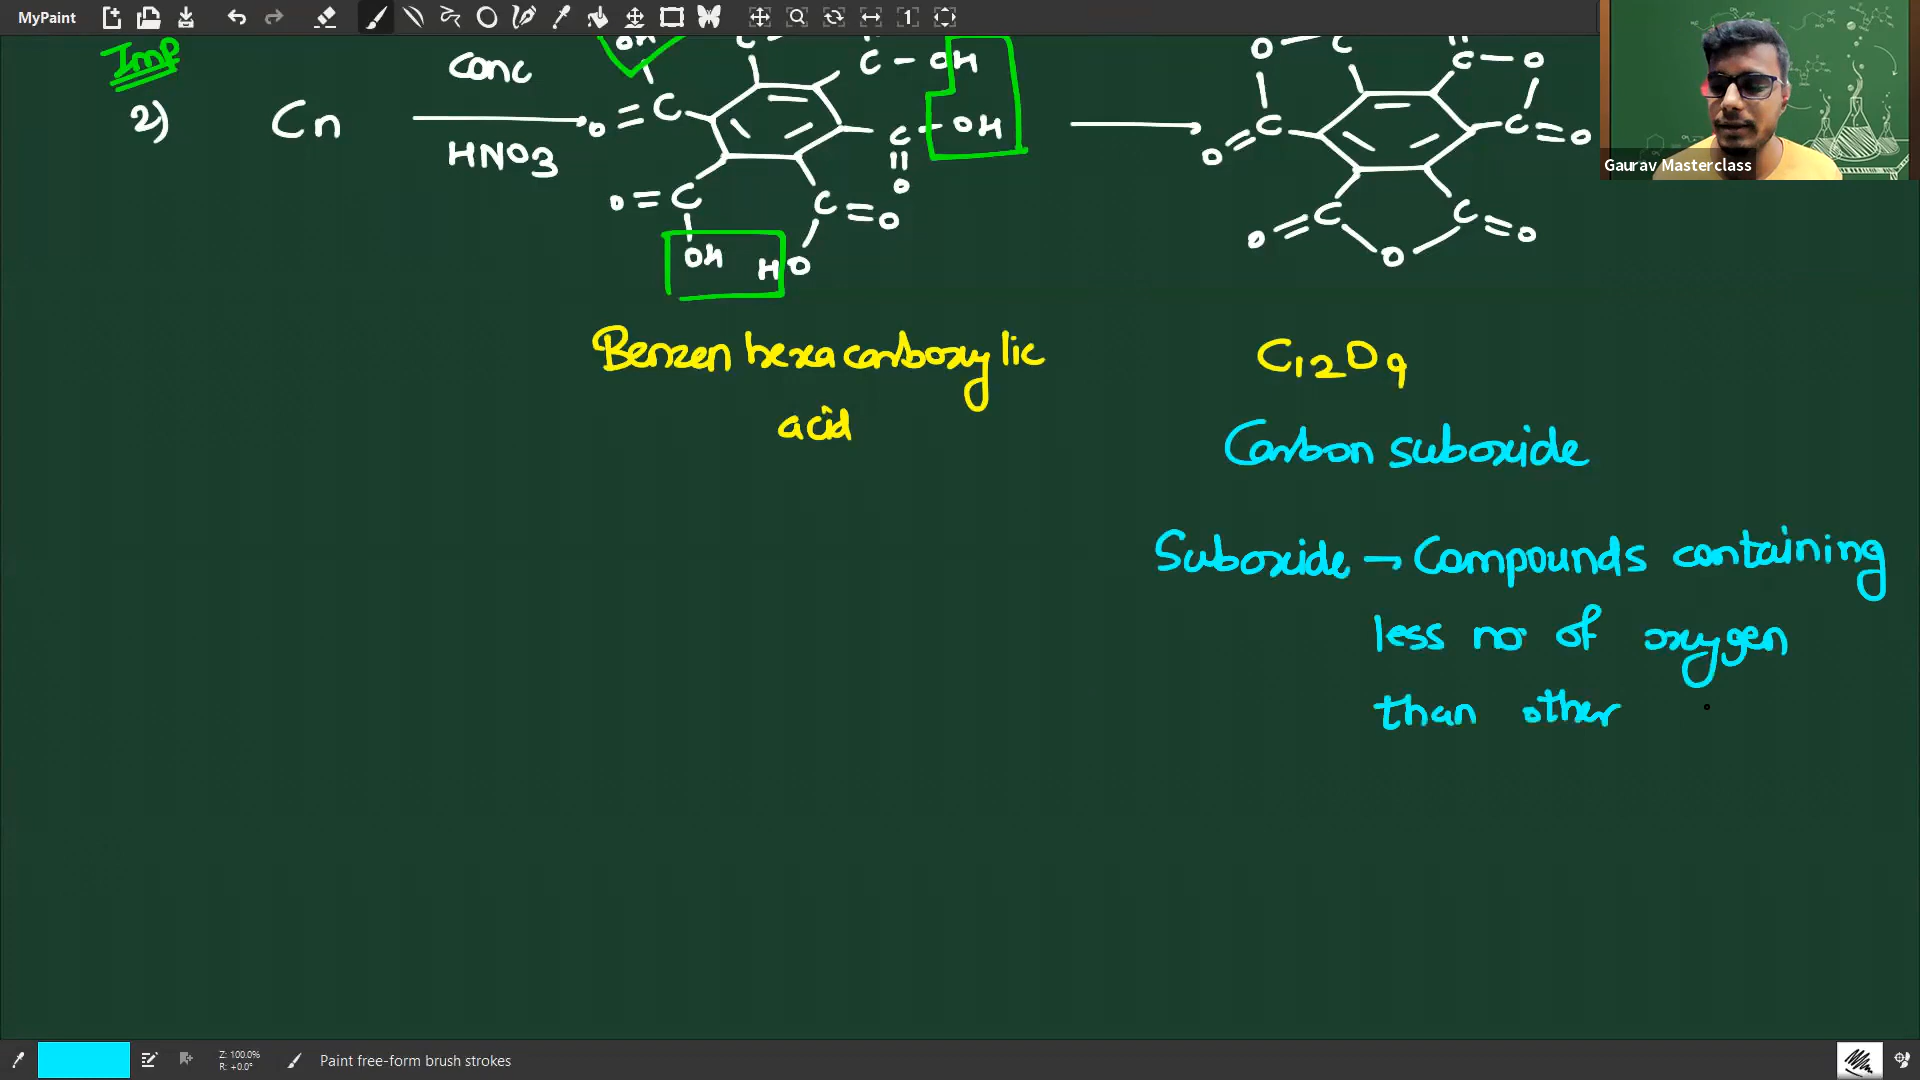 MyPaint
Imp
2) Cn
conc
HNO3
OH
C - OH
O = C
C - OH
O
O = C
C = O
OH HO
O C C - O
O
O = C C = O
O = C C = O
O
Gaurav Masterclass
Benzen hexa carboxylic
acid
C12O9
Carbon suboxide
Suboxide → Compounds containing
less no of oxygen
than other
Z: 100.0%
R: +0.0°
Paint free-form brush strokes